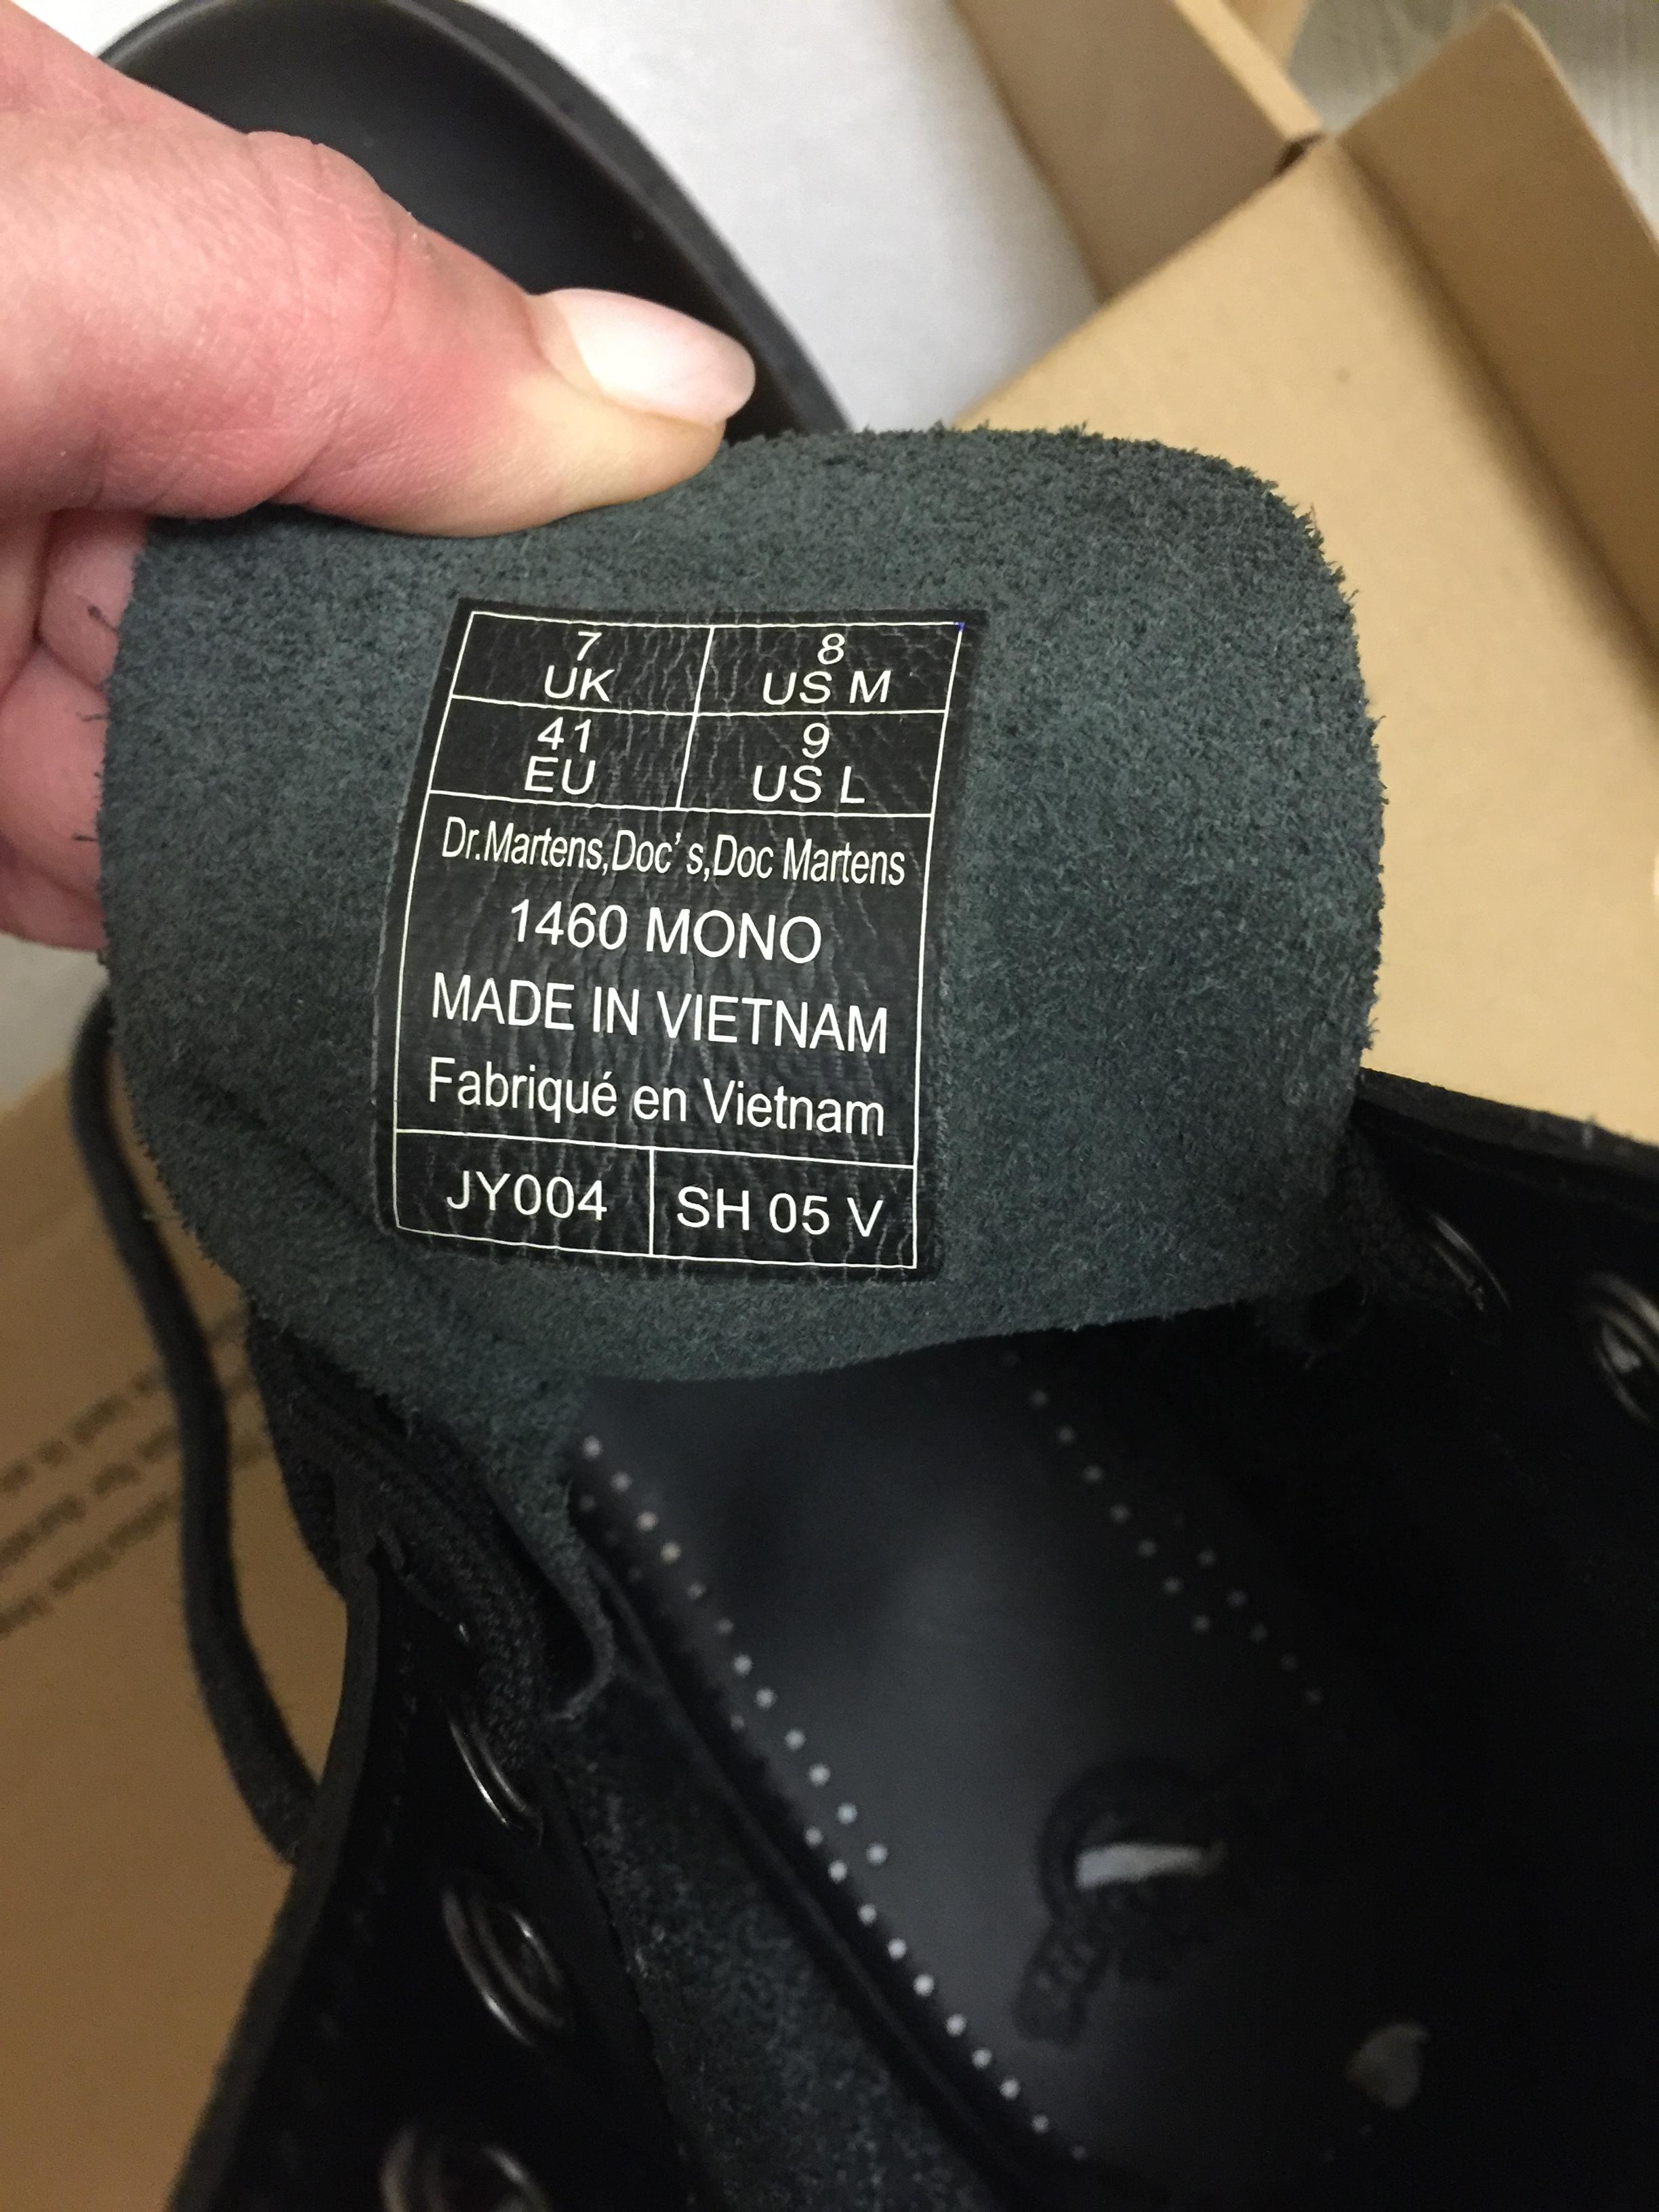 7 8
UK US M
41 9
EU US L
Dr.Martens,Doc's,Doc Martens
1460 MONO
MADE IN VIETNAM
Fabriqué en Vietnam
JY004 SH 05 V